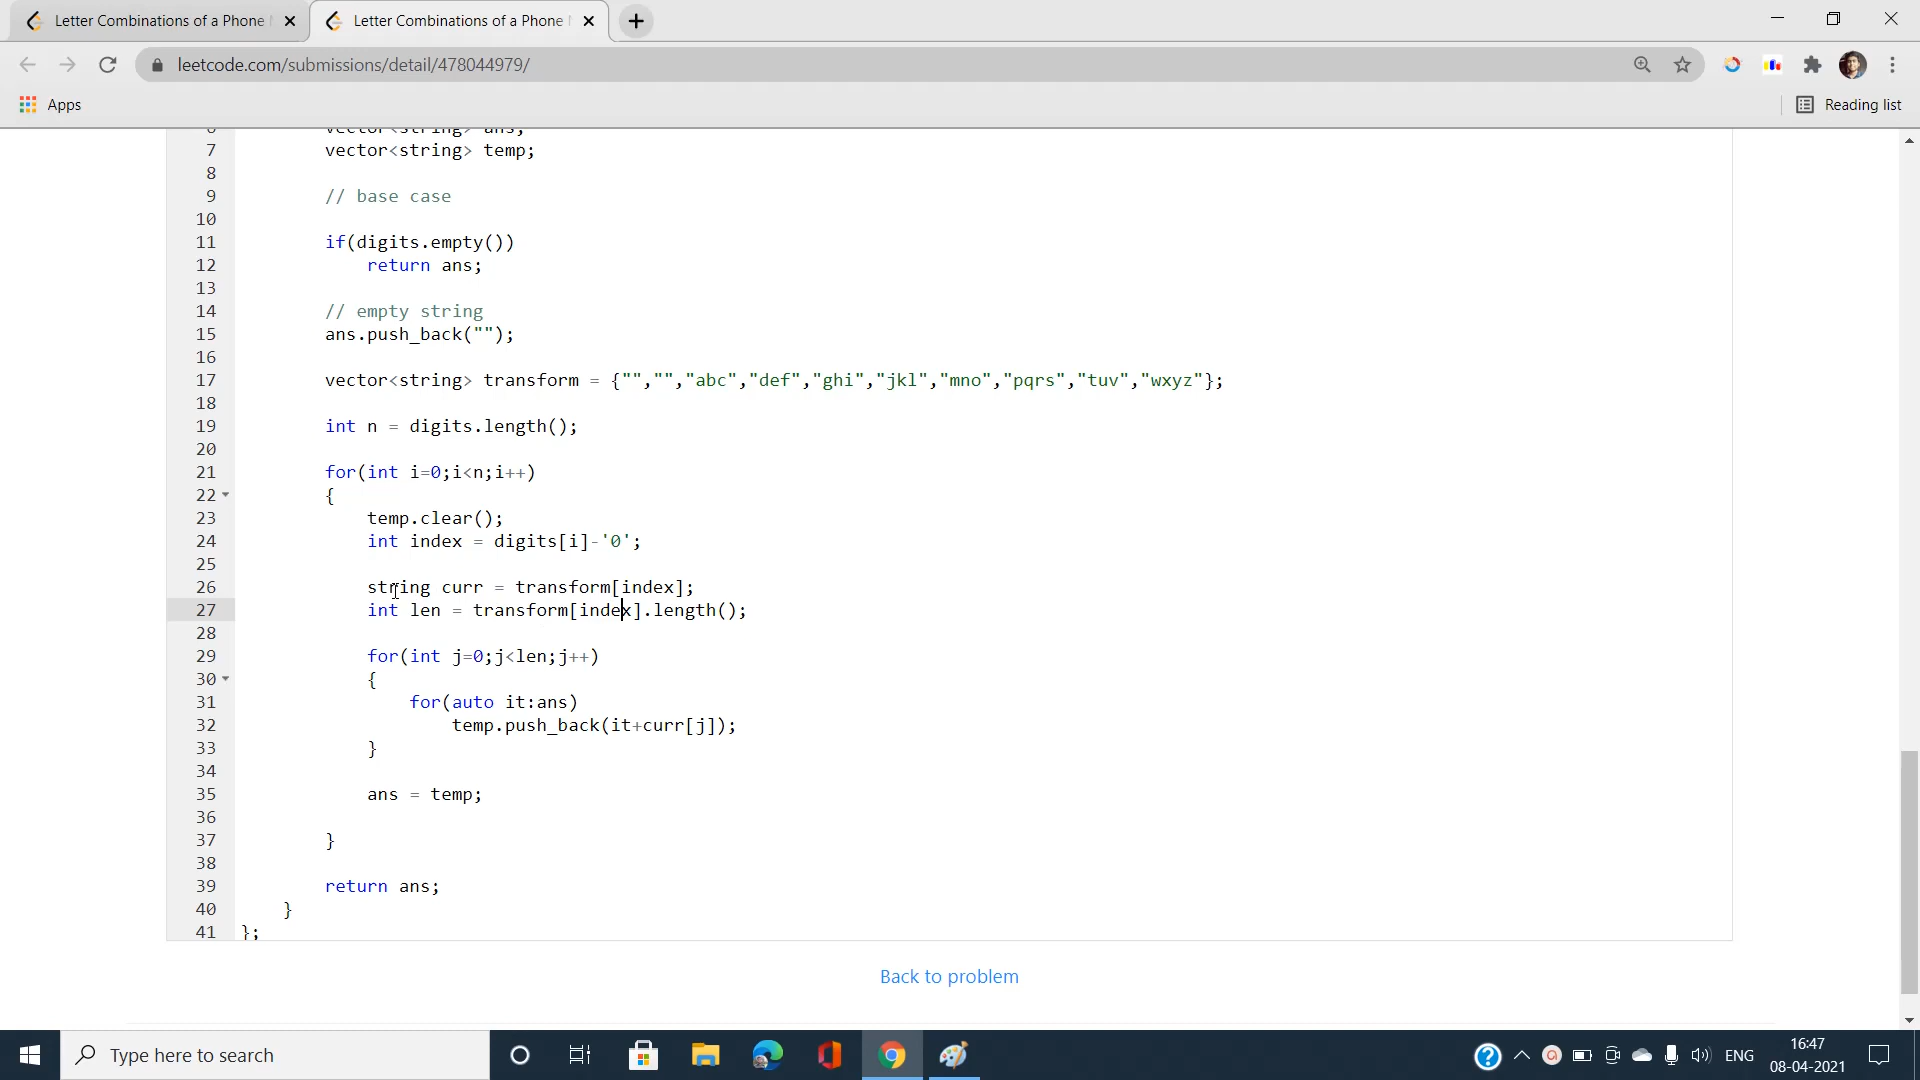 Letter Combinations of a Phone
Letter Combinations of a Phone
leetcode.com/submissions/detail/478044979/
Apps
Reading list
6 vector<string> ans;
7 vector<string> temp;
8
9 // base case
10
11 if(digits.empty())
12 return ans;
13
14 // empty string
15 ans.push_back("");
16
17 vector<string> transform = {"","","abc","def","ghi","jkl","mno","pqrs","tuv","wxyz"};
18
19 int n = digits.length();
20
21 for(int i=0;i<n;i++)
22 {
23 temp.clear();
24 int index = digits[i]-'0';
25
26 string curr = transform[index];
27 int len = transform[index].length();
28
29 for(int j=0;j<len;j++)
30 {
31 for(auto it:ans)
32 temp.push_back(it+curr[j]);
33 }
34
35 ans = temp;
36
37 }
38
39 return ans;
40 }
41 };
Back to problem
Type here to search
ENG
16:47
08-04-2021